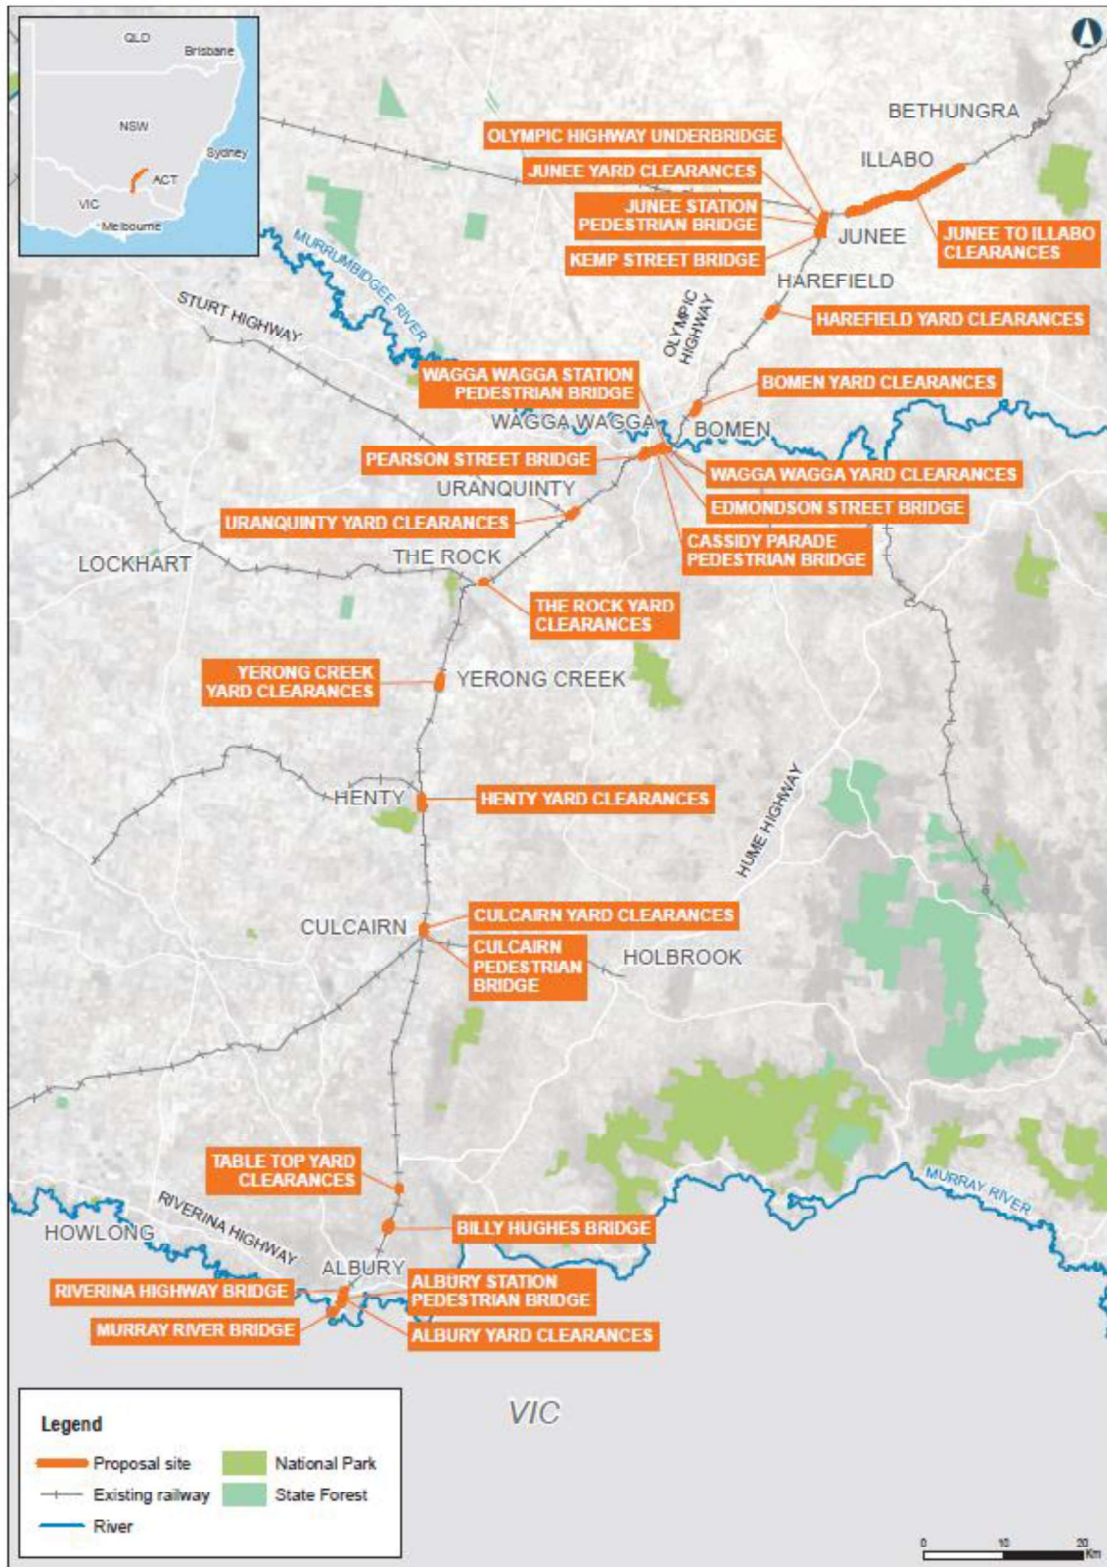 QLD
Brisbane
NSW
Sydney
ACT
VIC
Melbourne
BETHUNGRA
OLYMPIC HIGHWAY UNDERBRIDGE
ILLABO
JUNEE YARD CLEARANCES
JUNEE STATION
PEDESTRIAN BRIDGE
JUNEE
JUNEE TO ILLABO
CLEARANCES
KEMP STREET BRIDGE
MURRUMBIDGEE RIVER
HAREFIELD
STURT HIGHWAY
OLYMPIC
HIGHWAY
HAREFIELD YARD CLEARANCES
WAGGA WAGGA STATION
PEDESTRIAN BRIDGE
BOMEN YARD CLEARANCES
WAGGA WAGGA
BOMEN
PEARSON STREET BRIDGE
WAGGA WAGGA YARD CLEARANCES
URANQUINTY
EDMONDSON STREET BRIDGE
URANQUINTY YARD CLEARANCES
CASSIDY PARADE
PEDESTRIAN BRIDGE
THE ROCK
LOCKHART
THE ROCK YARD
CLEARANCES
YERONG CREEK
YARD CLEARANCES
YERONG CREEK
HENTY
HENTY YARD CLEARANCES
HUME HIGHWAY
CULCAIRN YARD CLEARANCES
CULCAIRN
CULCAIRN
PEDESTRIAN
BRIDGE
HOLBROOK
TABLE TOP YARD
CLEARANCES
MURRAY RIVER
RIVERINA HIGHWAY
HOWLONG
BILLY HUGHES BRIDGE
ALBURY
RIVERINA HIGHWAY BRIDGE
ALBURY STATION
PEDESTRIAN BRIDGE
MURRAY RIVER BRIDGE
ALBURY YARD CLEARANCES
VIC
Legend
Proposal site
National Park
Existing railway
State Forest
River
0 10 20
Km